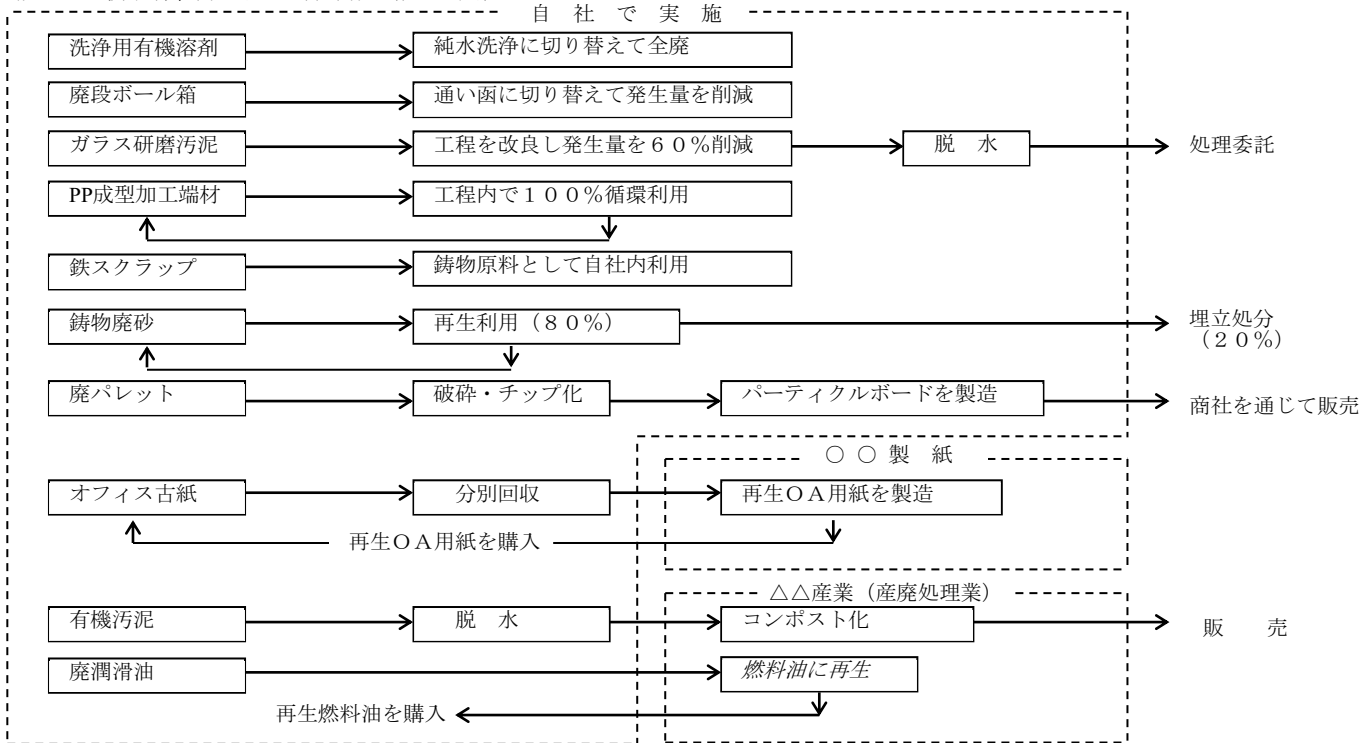 自 社 で 実 施
洗浄用有機溶剤
純水洗浄に切り替えて全廃
廃段ボール箱
通い函に切り替えて発生量を削減
ガラス研磨汚泥
工程を改良し発生量を６０％削減
脱 水
処理委託
PP成型加工端材
工程内で１００％循環利用
鉄スクラップ
鋳物原料として自社内利用
鋳物廃砂
再生利用（８０％）
埋立処分
（２０％）
廃パレット
破砕・チップ化
パーティクルボードを製造
商社を通じて販売
〇 〇 製 紙
オフィス古紙
分別回収
再生ＯＡ用紙を製造
再生ＯＡ用紙を購入
△△産業（産廃処理業）
有機汚泥
脱 水
コンポスト化
販 売
廃潤滑油
燃料油に再生
再生燃料油を購入